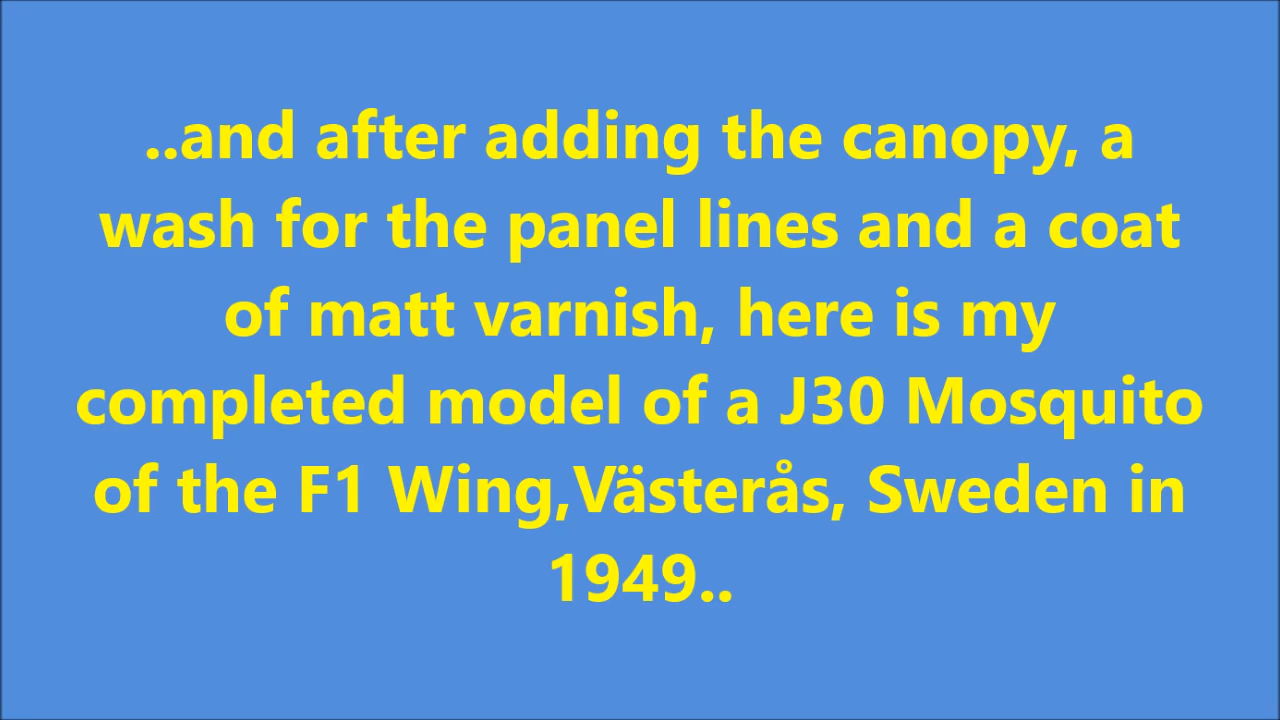 ..and after adding the canopy, a
wash for the panel lines and a coat
of matt varnish, here is my
completed model of a J30 Mosquito
of the F1 Wing,Västerås, Sweden in
1949..